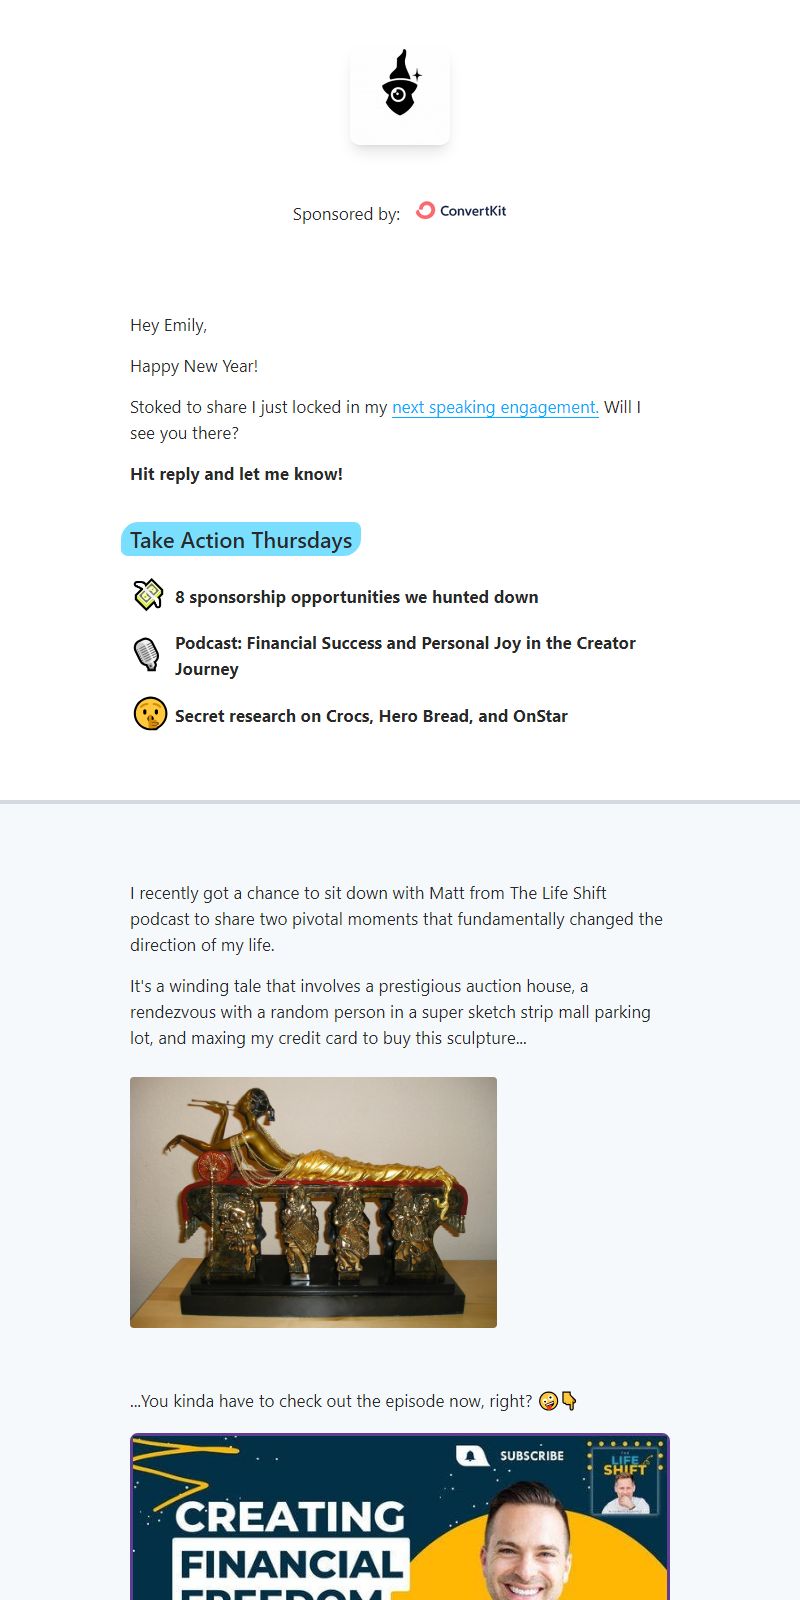 Sponsored by: ConvertKit
Hey Emily,
Happy New Year!
Stoked to share I just locked in my next speaking engagement. Will I
see you there?
Hit reply and let me know!
Take Action Thursdays
8 sponsorship opportunities we hunted down
Podcast: Financial Success and Personal Joy in the Creator
Journey
Secret research on Crocs, Hero Bread, and OnStar
I recently got a chance to sit down with Matt from The Life Shift
podcast to share two pivotal moments that fundamentally changed the
direction of my life.
It's a winding tale that involves a prestigious auction house, a
rendezvous with a random person in a super sketch strip mall parking
lot, and maxing my credit card to buy this sculpture...
...You kinda have to check out the episode now, right?
SUBSCRIBE
THE
LIFE
SHIFT
CREATING
FINANCIAL
FREEDOM